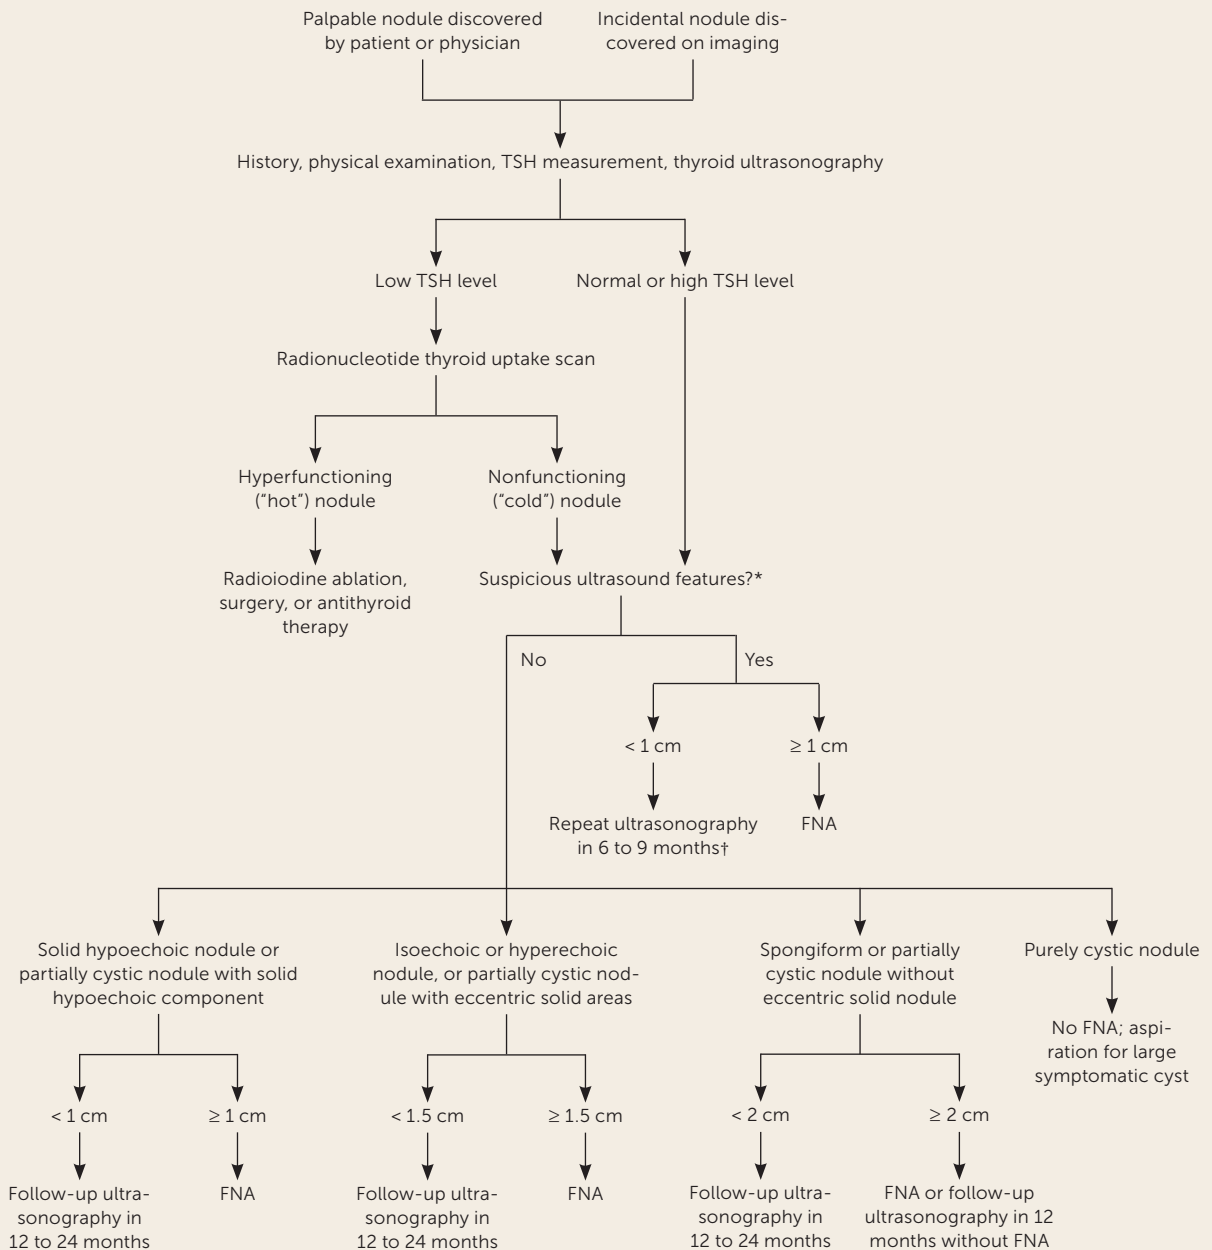 Palpable nodule discovered
by patient or physician
Incidental nodule dis-
covered on imaging
History, physical examination, TSH measurement, thyroid ultrasonography
Low TSH level
Normal or high TSH level
Radionucleotide thyroid uptake scan
Hyperfunctioning
(“hot”) nodule
Nonfunctioning
(“cold”) nodule
Radioiodine ablation,
surgery, or antithyroid
therapy
Suspicious ultrasound features?*
No
Yes
< 1 cm
≥ 1 cm
Repeat ultrasonography
in 6 to 9 months†
FNA
Solid hypoechoic nodule or
partially cystic nodule with solid
hypoechoic component
Isoechoic or hyperechoic
nodule, or partially cystic nod-
ule with eccentric solid areas
Spongiform or partially
cystic nodule without
eccentric solid nodule
Purely cystic nodule
No FNA; aspi-
ration for large
symptomatic cyst
< 1 cm
≥ 1 cm
< 1.5 cm
≥ 1.5 cm
< 2 cm
≥ 2 cm
Follow-up ultra-
sonography in
12 to 24 months
FNA
Follow-up ultra-
sonography in
12 to 24 months
FNA
Follow-up ultra-
sonography in
12 to 24 months
FNA or follow-up
ultrasonography in 12
months without FNA